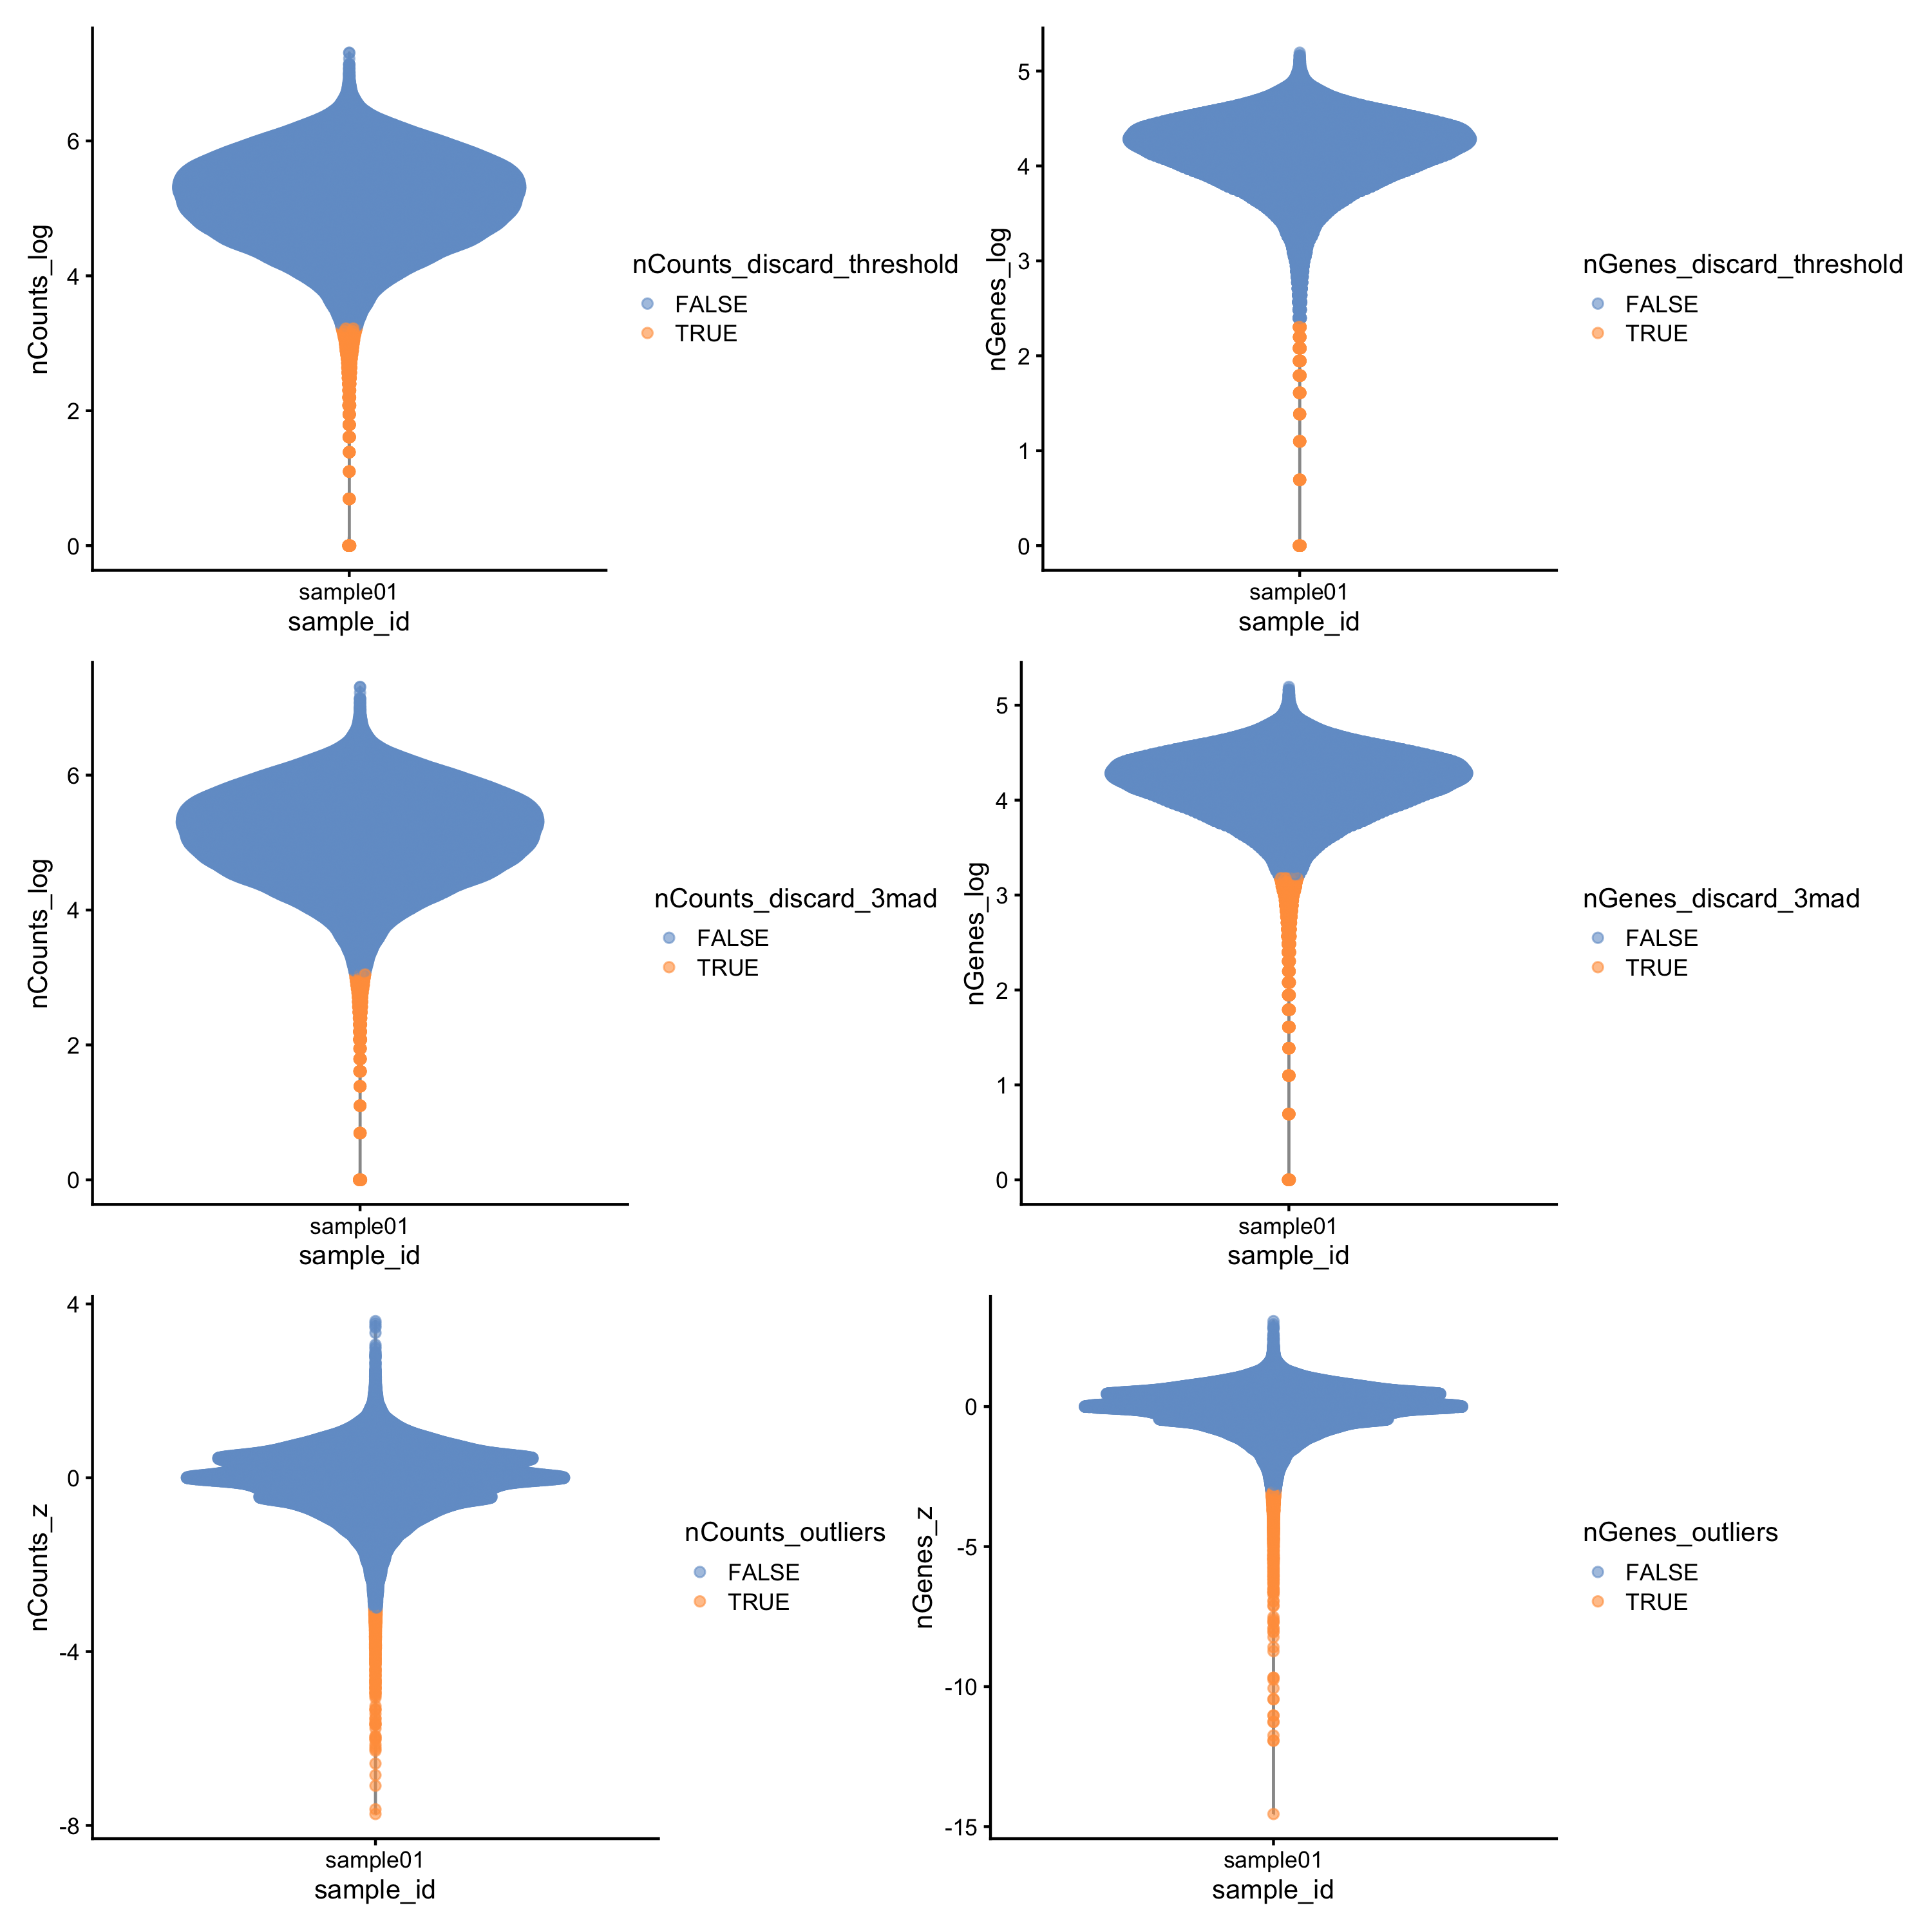 nCounts_log
6
4
2
0
sample01
sample_id
nCounts_discard_threshold
FALSE
TRUE
nGenes_log
5
4
3
2
1
0
sample01
sample_id
nGenes_discard_threshold
FALSE
TRUE
nCounts_log
6
4
2
0
sample01
sample_id
nCounts_discard_3mad
FALSE
TRUE
nGenes_log
5
4
3
2
1
0
sample01
sample_id
nGenes_discard_3mad
FALSE
TRUE
nCounts_z
4
0
-4
-8
sample01
sample_id
nCounts_outliers
FALSE
TRUE
nGenes_z
0
-5
-10
-15
sample01
sample_id
nGenes_outliers
FALSE
TRUE